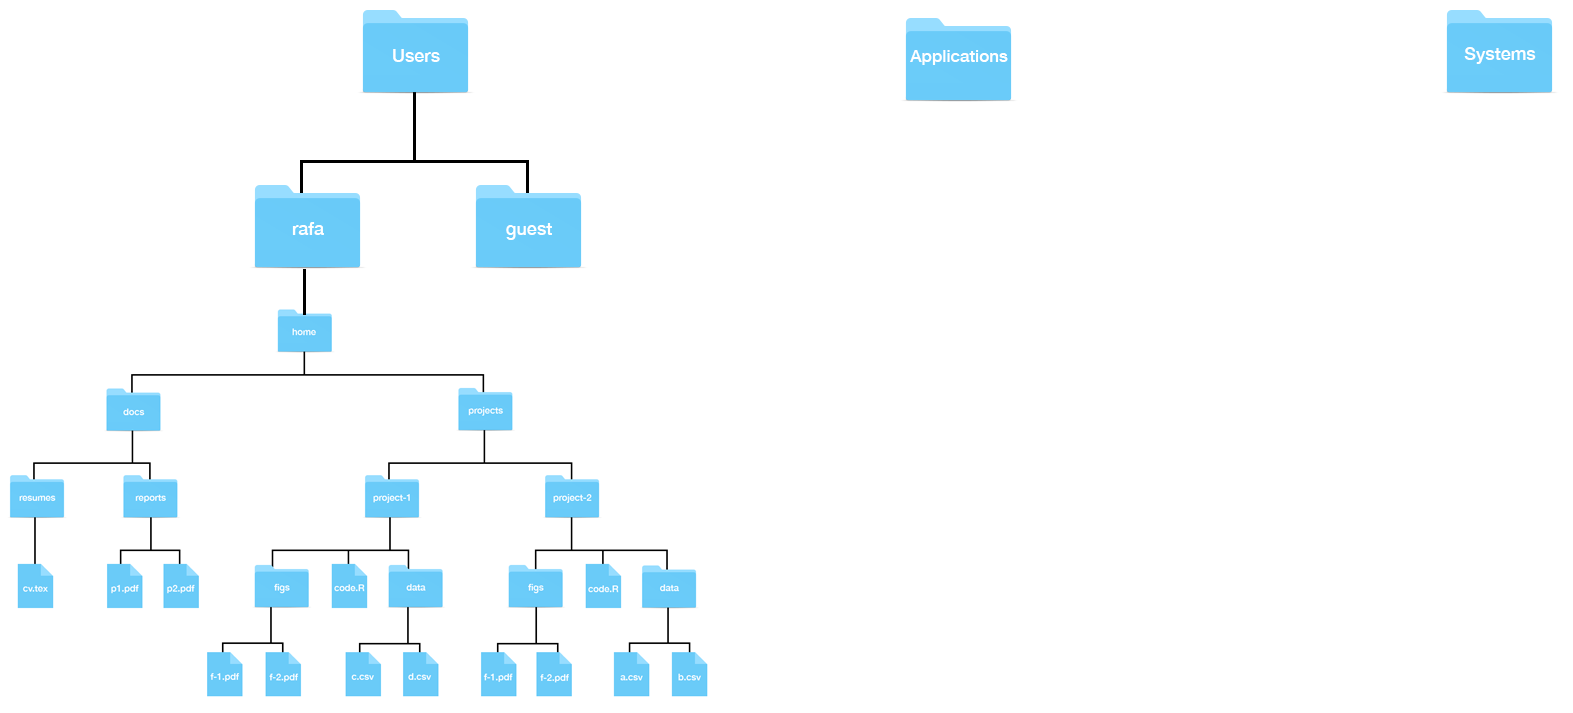 Users
Applications
Systems
rafa
guest
home
docs
projects
resumes
reports
project-1
project-2
cv.tex
p1.pdf
p2.pdf
figs
code.R
data
figs
code.R
data
f-1.pdf
f-2.pdf
c.csv
d.csv
f-1.pdf
f-2.pdf
a.csv
b.csv